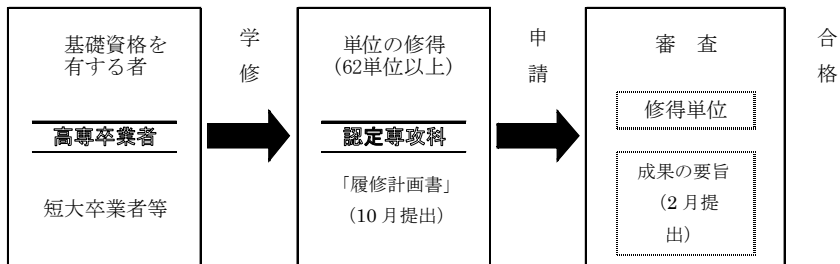 基礎資格を
有する者
高専卒業者
短大卒業者等
学
修
単位の修得
(62単位以上)
認定専攻科
「履修計画書」
（10 月提出）
申
請
審　査
修得単位
成果の要旨
（2 月提
出）
合
格